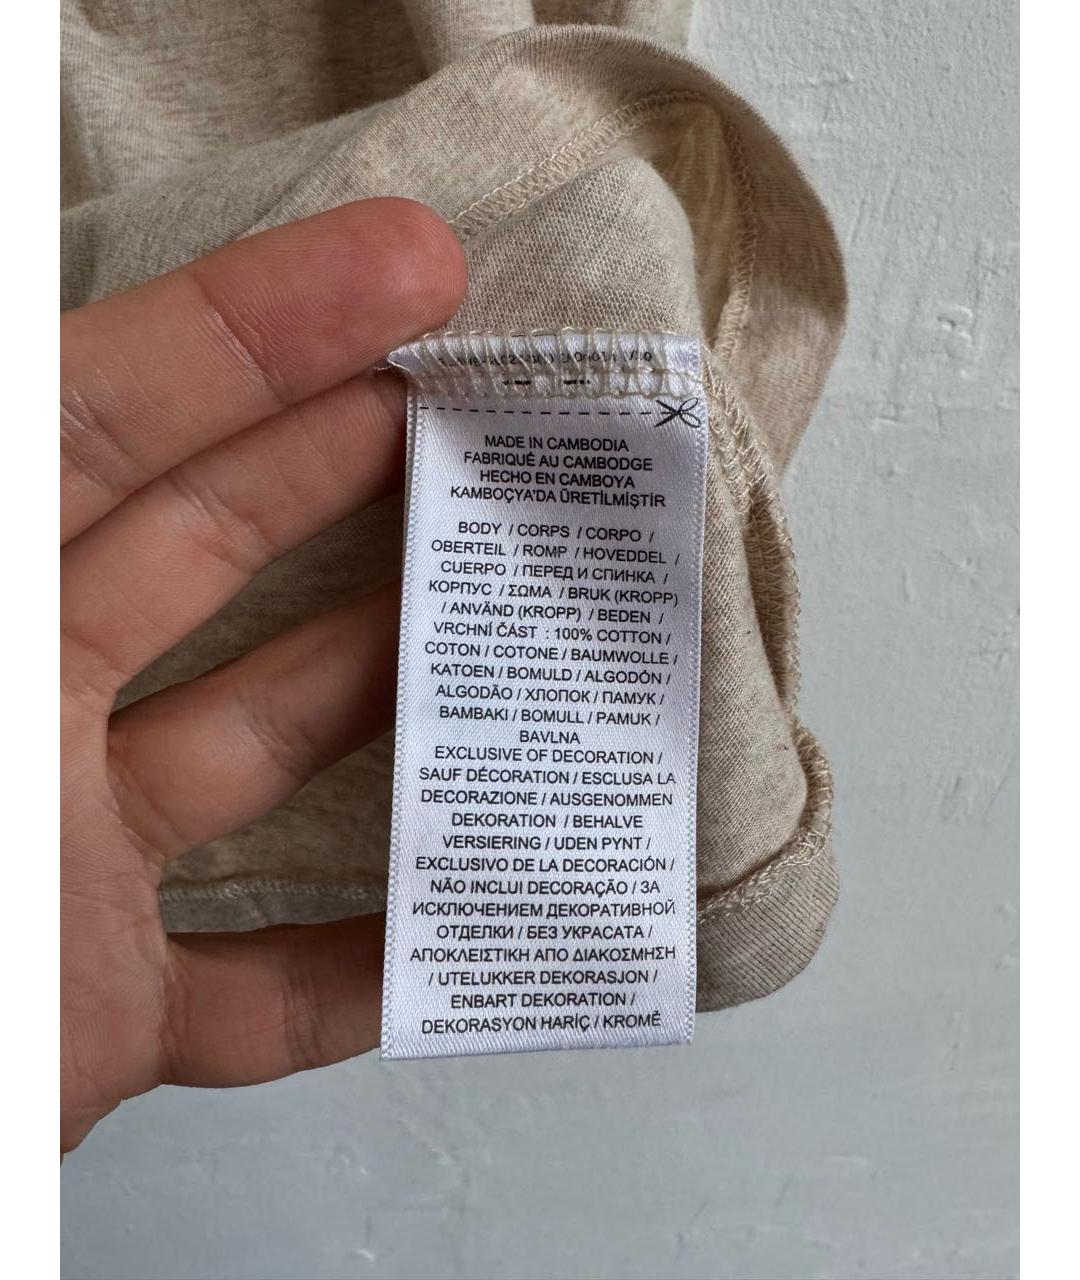 MADE IN CAMBODIA
FABRIQUÉ AU CAMBODGE
HECHO EN CAMBOYA
KAMBOÇYA'DA ÜRETİLMİŞTİR
BODY / CORPS / CORPO /
OBERTEIL / ROMP / HOVEDDEL /
CUERPO / ПЕРЕД И СПИНКА /
КОРПУС / ΣΩΜΑ / BRUK (KROPP)
/ ANVÄND (KROPP) / BEDEN /
VRCHNÍ ČÁST : 100% COTTON /
COTON / COTONE / BAUMWOLLE /
KATOEN / BOMULD / ALGODÓN /
ALGODÃO / ХЛОПОК / ПАМУК /
BAMBAKI / BOMULL / PAMUK /
BAVLNA
EXCLUSIVE OF DECORATION /
SAUF DÉCORATION / ESCLUSA LA
DECORAZIONE / AUSGENOMMEN
DEKORATION / BEHALVE
VERSIERING / UDEN PYNT /
EXCLUSIVO DE LA DECORACIÓN /
NÃO INCLUI DECORAÇÃO / ЗА
ИСКЛЮЧЕНИЕМ ДЕКОРАТИВНОЙ
ОТДЕЛКИ / БЕЗ УКРАСАТА /
ΑΠΟΚΛΕΙΣΤΙΚΗ ΑΠΟ ΔΙΑΚΟΣΜΗΣΗ
/ UTELUKKER DEKORASJON /
ENBART DEKORATION /
DEKORASYON HARİÇ / KROMĚ